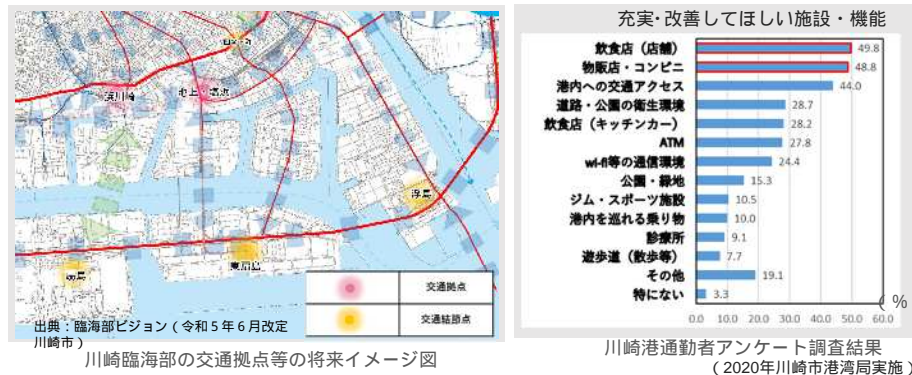 浜川崎
池上・塩浜
浮島
東扇島
扇島
交通拠点
交通結節点
出典：臨海部ビジョン（令和５年６月改定
川崎市）
川崎臨海部の交通拠点等の将来イメージ図
充実・改善してほしい施設・機能
飲食店（店舗） 49.8
物販店・コンビニ 48.8
港内への交通アクセス 44.0
道路・公園の衛生環境 28.7
飲食店（キッチンカー） 28.2
ATM 27.8
wi-fi等の通信環境 24.4
公園・緑地 15.3
ジム・スポーツ施設 10.5
港内を巡れる乗り物 10.0
診療所 9.1
遊歩道（散歩等） 7.7
その他 19.1
特にない 3.3
（％
0.0 10.0 20.0 30.0 40.0 50.0 60.0
川崎港通勤者アンケート調査結果
（2020年川崎市港湾局実施）